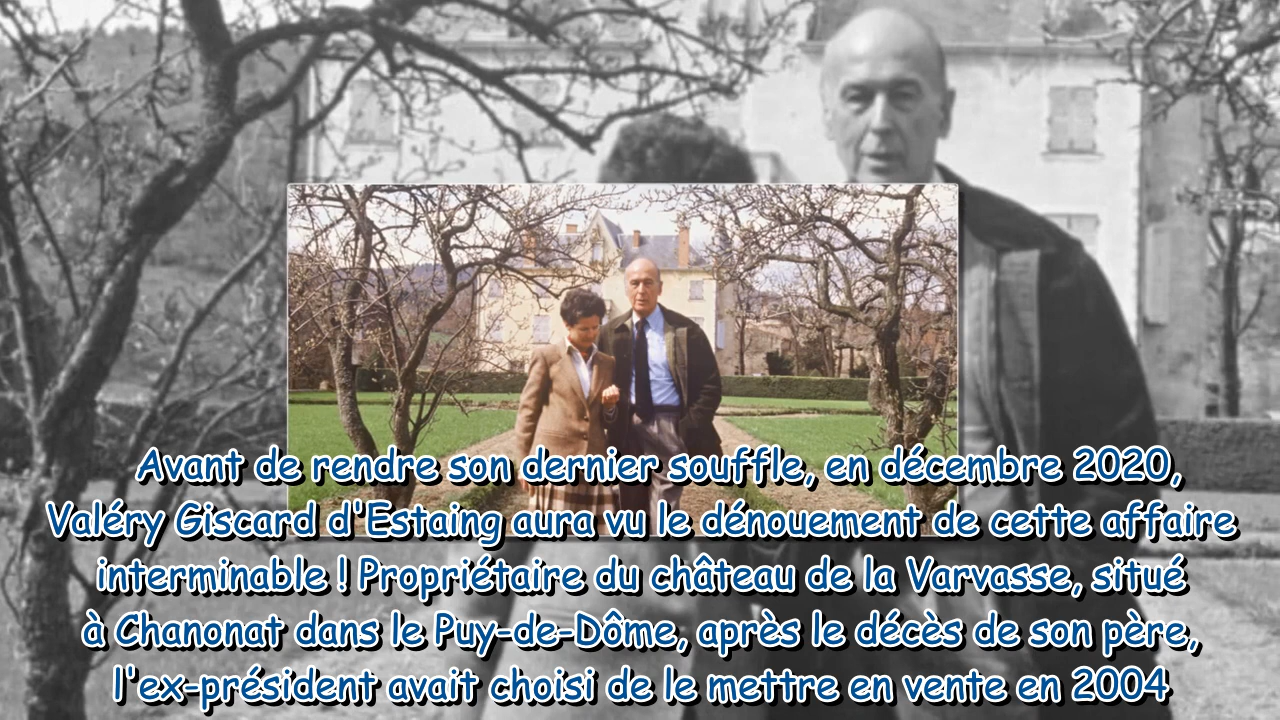 Avant de rendre son dernier souffle, en décembre 2020,
Valéry Giscard d'Estaing aura vu le dénouement de cette affaire
interminable ! Propriétaire du château de la Varvasse, situé
à Chanonat dans le Puy-de-Dôme, après le décès de son père,
l'ex-président avait choisi de le mettre en vente en 2004